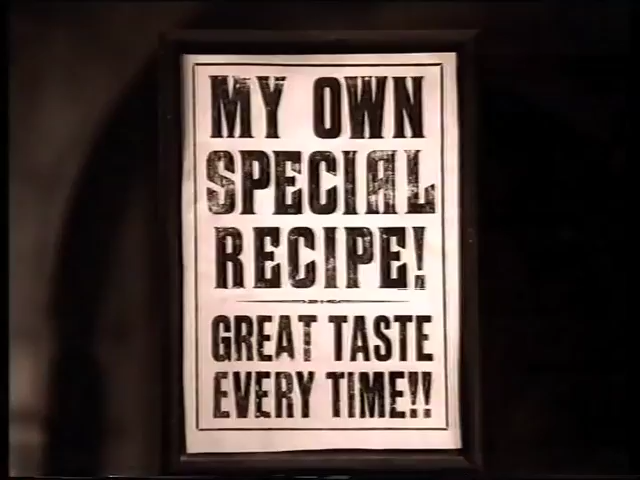 MY OWN
SPECIAL
RECIPE!
GREAT TASTE
EVERY TIME!!